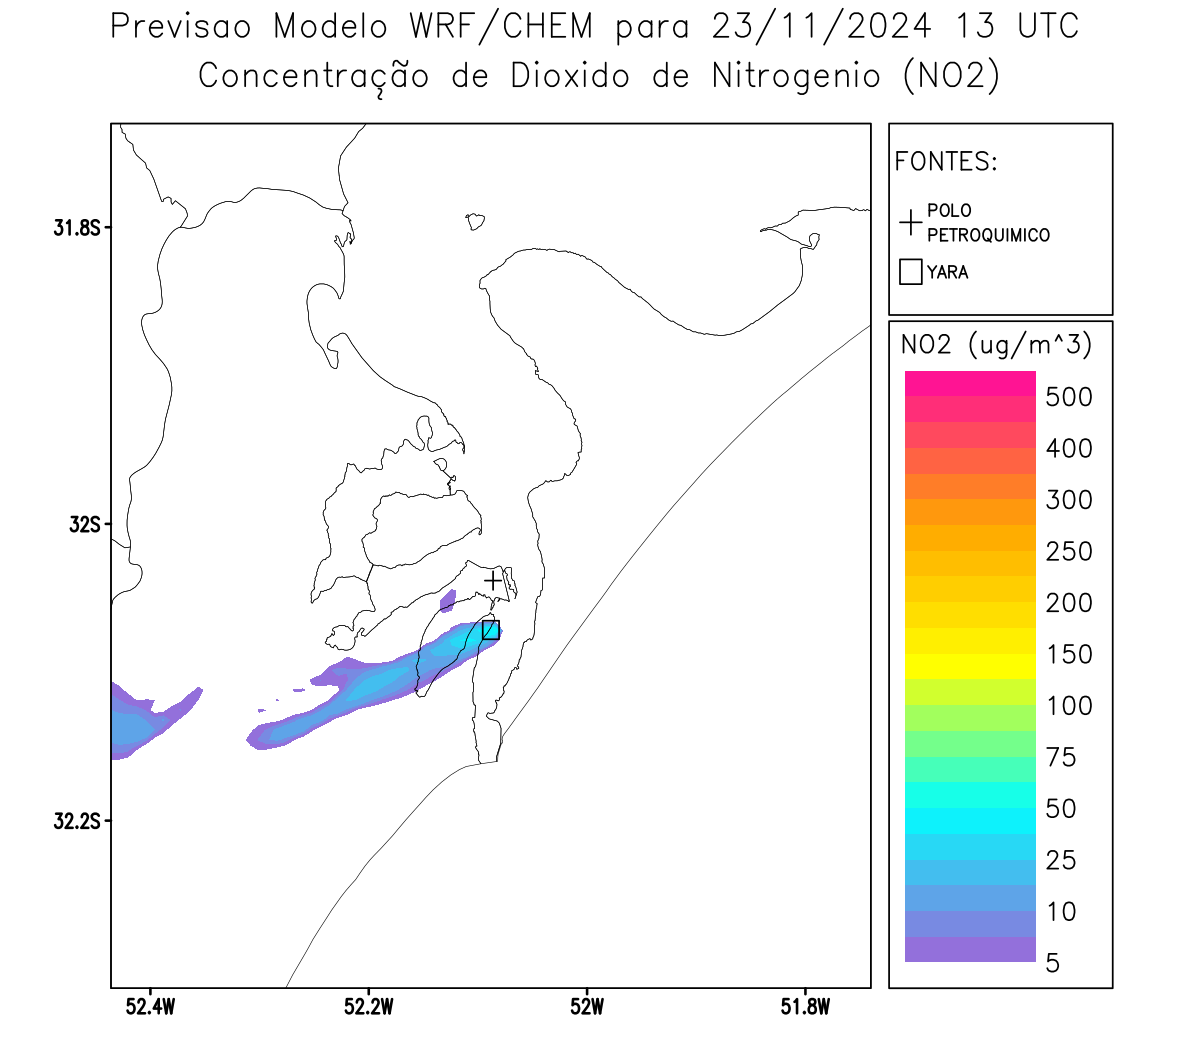 Previsao Modelo WRF/CHEM para 23/11/2024 13 UTC
Concentração de Dioxido de Nitrogenio (NO2)
FONTES:
POLO
PETROQUIMICO
YARA
31.8S
32S
32.2S
52.4W
52.2W
52W
51.8W
NO2 (ug/m^3)
500
400
300
250
200
150
100
75
50
25
10
5